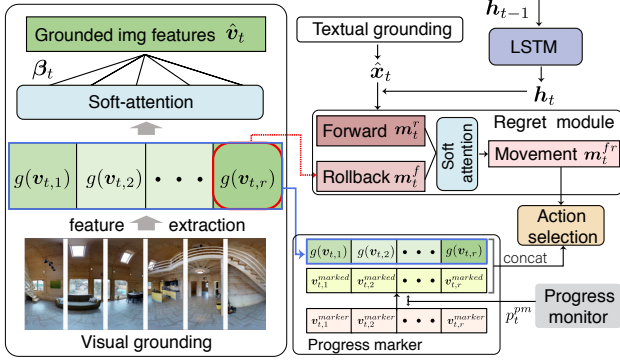 Grounded img features v̂_t
β_t
Soft-attention
g(v_{t,1}) g(v_{t,2}) • • • g(v_{t,r})
feature extraction
Visual grounding
Textual grounding
x̂_t
h_{t-1}
LSTM
h_t
Regret module
Forward m_t^r
Rollback m_t^f
Soft
attention
Movement m_t^{fr}
Action
selection
g(v_{t,1}) g(v_{t,2}) • • • g(v_{t,r})
concat
v_{t,1}^{marked} v_{t,2}^{marked} • • • v_{t,r}^{marked}
v_{t,1}^{marker} v_{t,2}^{marker} • • • v_{t,r}^{marker}
p_t^{pm}
Progress
monitor
Progress marker